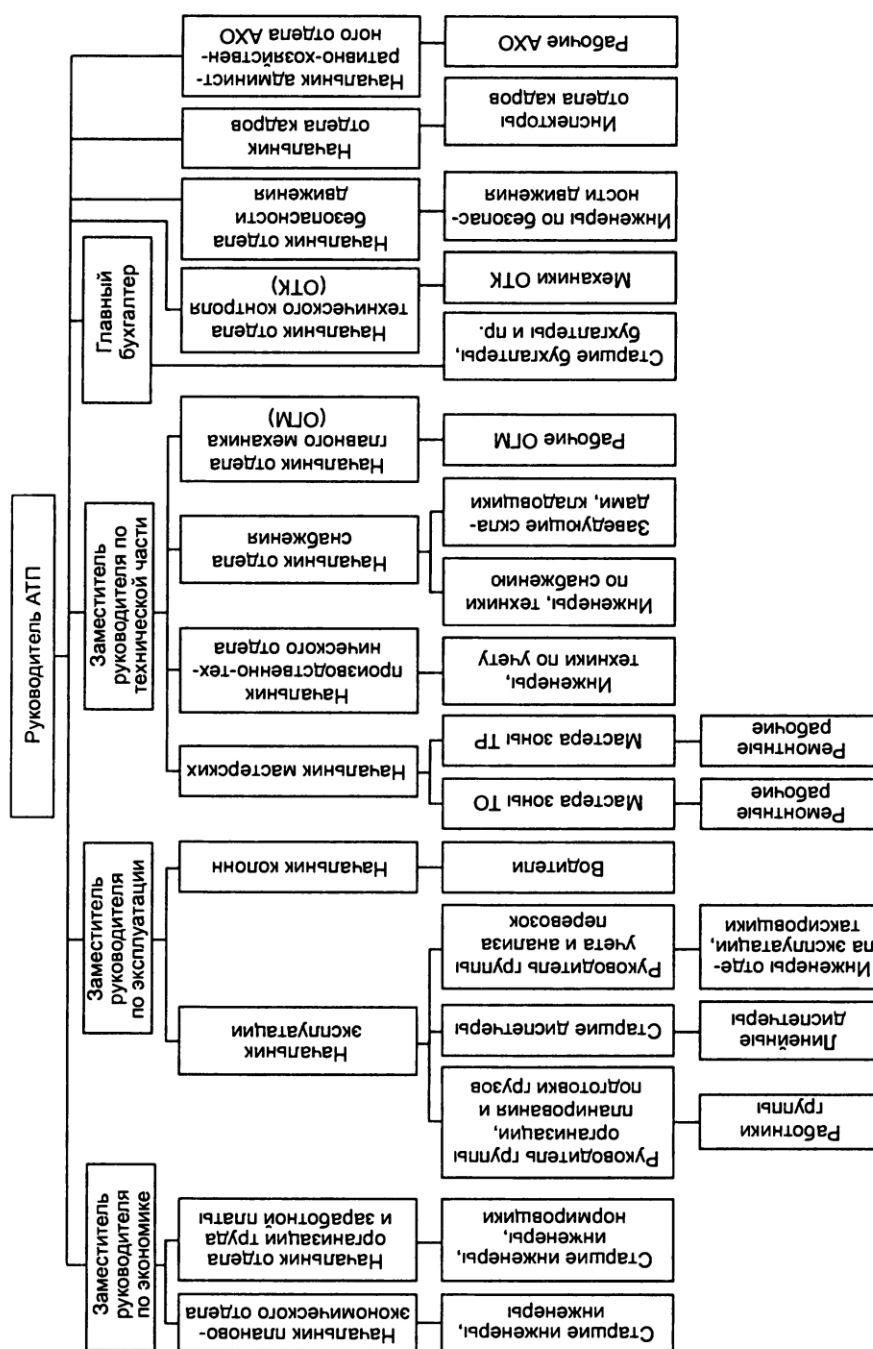 Руководитель АТП
Заместитель
руководителя
по экономике
Заместитель
руководителя
по эксплуатации
Заместитель
руководителя по
технической части
Главный
бухгалтер
Начальник планово-
экономического отдела
Начальник отдела
организации труда
и заработной платы
Начальник
эксплуатации
Начальник колонн
Начальник мастерских
Начальник
производственно-тех-
нического отдела
Начальник отдела
снабжения
Начальник отдела
главного механика
(ОГМ)
Начальник отдела
технического контроля
(ОТК)
Начальник отдела
безопасности
движения
Начальник
отдела кадров
Начальник админист-
ративно-хозяйствен-
ного отдела АХО
Старшие инженеры,
инженеры
Старшие инженеры,
инженеры,
нормировщики
Руководитель группы
организации,
планирования и
подготовки грузов
Старшие диспетчеры
Руководитель группы
учета и анализа
перевозок
Водители
Мастера зоны ТО
Мастера зоны ТР
Инженеры,
техники по учету
Инженеры, техники
по снабжению
Заведующие скла-
дами, кладовщики
Рабочие ОГМ
Старшие бухгалтеры,
бухгалтеры и пр.
Механики ОТК
Инженеры по безопас-
ности движения
Инспекторы
отдела кадров
Рабочие АХО
Работники
группы
Линейные
диспетчеры
Инженеры отде-
ла эксплуатации,
таксировщики
Ремонтные
рабочие
Ремонтные
рабочие